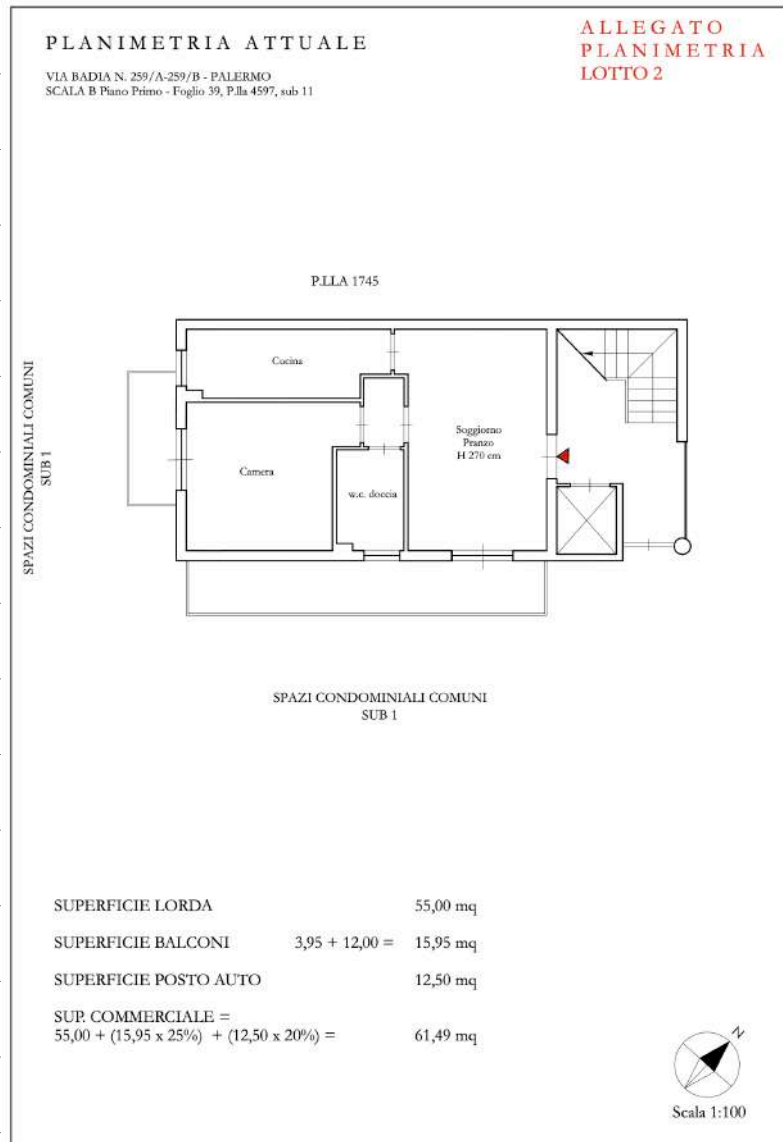 PLANIMETRIA ATTUALE
ALLEGATO
PLANIMETRIA
LOTTO 2
VIA BADIA N. 259/A-259/B - PALERMO
SCALA B Piano Primo - Foglio 39, P.lla 4597, sub 11
P.LLA 1745
SPAZI CONDOMINIALI COMUNI
SUB 1
Cucina
Camera
w.c. doccia
Soggiorno
Pranzo
H 270 cm
SPAZI CONDOMINIALI COMUNI
SUB 1
SUPERFICIE LORDA 55,00 mq
SUPERFICIE BALCONI 3,95 + 12,00 = 15,95 mq
SUPERFICIE POSTO AUTO 12,50 mq
SUP. COMMERCIALE =
55,00 + (15,95 x 25%) + (12,50 x 20%) = 61,49 mq
N
Scala 1:100